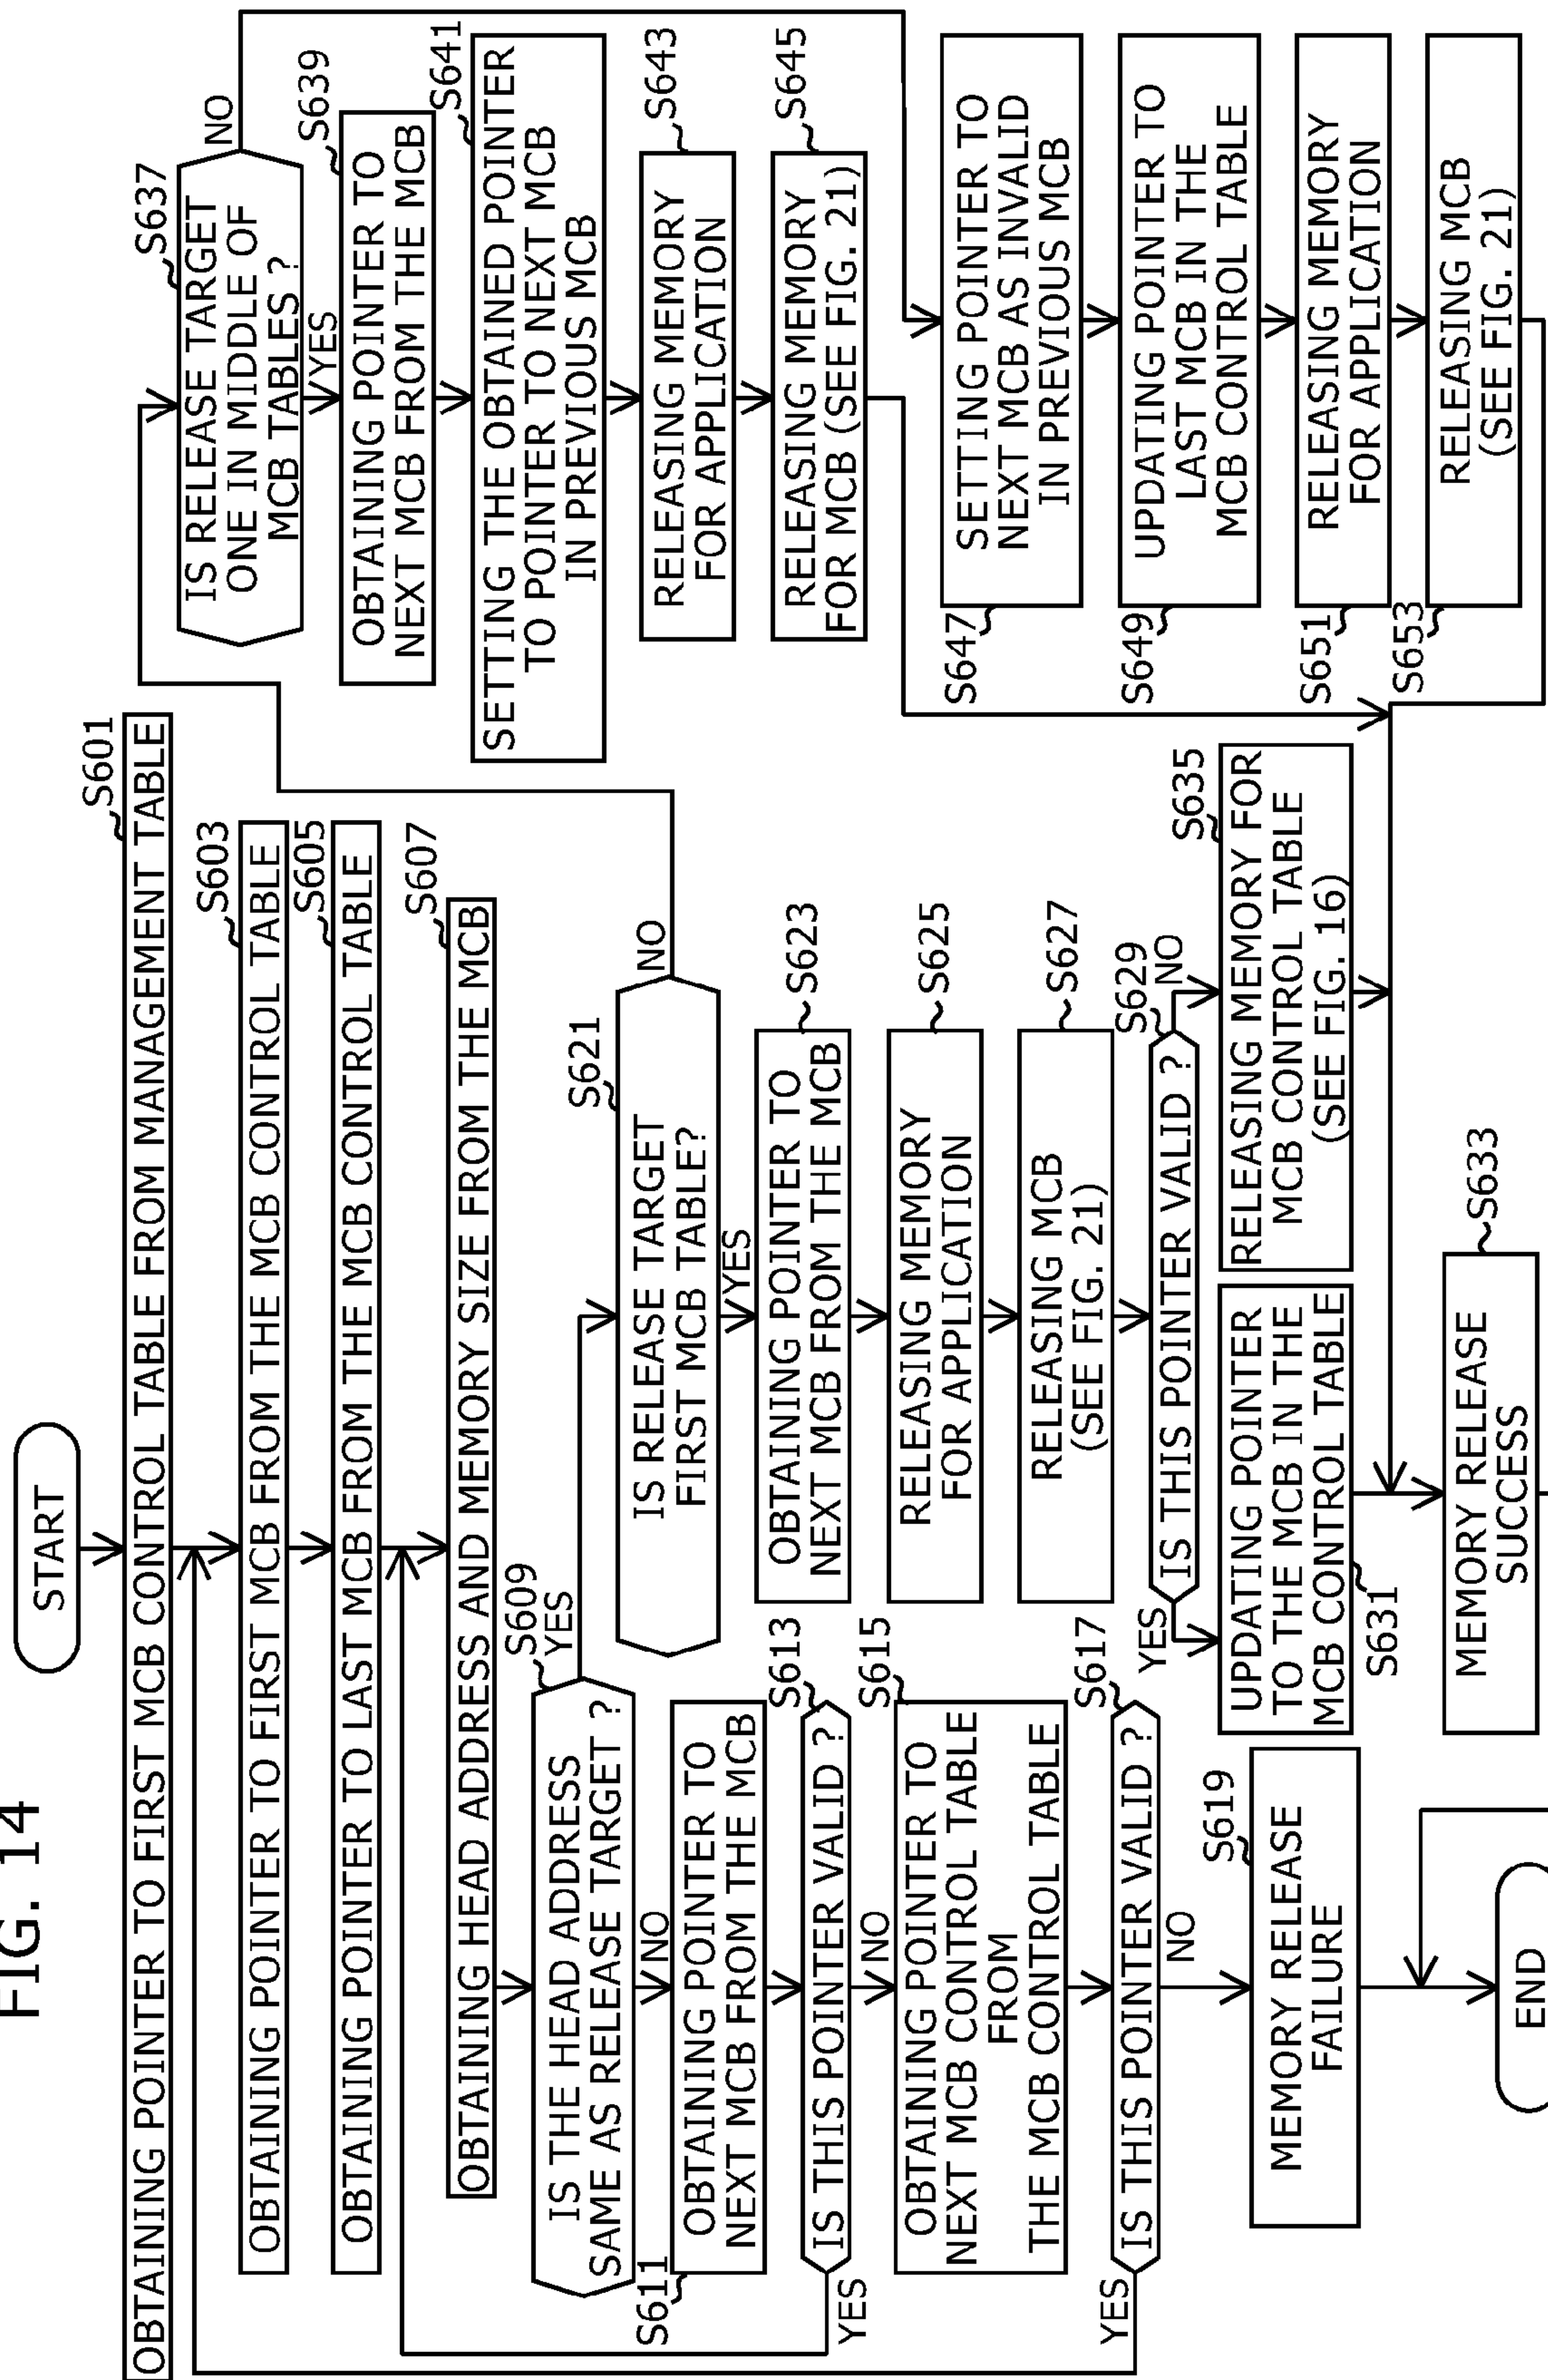 FIG. 14
START
S601
OBTAINING POINTER TO FIRST MCB CONTROL TABLE FROM MANAGEMENT TABLE
S603
OBTAINING POINTER TO FIRST MCB FROM THE MCB CONTROL TABLE
S605
OBTAINING POINTER TO LAST MCB FROM THE MCB CONTROL TABLE
S607
OBTAINING HEAD ADDRESS AND MEMORY SIZE FROM THE MCB
S609
IS THE HEAD ADDRESS
SAME AS RELEASE TARGET ?
YES
NO
S611
OBTAINING POINTER TO
NEXT MCB FROM THE MCB
S613
IS THIS POINTER VALID ?
YES
NO
S615
OBTAINING POINTER TO
NEXT MCB CONTROL TABLE
FROM
THE MCB CONTROL TABLE
S617
IS THIS POINTER VALID ?
YES
NO
S619
MEMORY RELEASE
FAILURE
END
S621
IS RELEASE TARGET
FIRST MCB TABLE?
NO
YES
S623
OBTAINING POINTER TO
NEXT MCB FROM THE MCB
S625
RELEASING MEMORY
FOR APPLICATION
S627
RELEASING MCB
(SEE FIG. 21)
S629
IS THIS POINTER VALID ?
YES
NO
UPDATING POINTER
TO THE MCB IN THE
MCB CONTROL TABLE
S631
S635
RELEASING MEMORY FOR
MCB CONTROL TABLE
(SEE FIG. 16)
S633
MEMORY RELEASE
SUCCESS
S637
IS RELEASE TARGET
ONE IN MIDDLE OF
MCB TABLES ?
NO
YES
S639
OBTAINING POINTER TO
NEXT MCB FROM THE MCB
S641
SETTING THE OBTAINED POINTER
TO POINTER TO NEXT MCB
IN PREVIOUS MCB
S643
RELEASING MEMORY
FOR APPLICATION
S645
RELEASING MEMORY
FOR MCB (SEE FIG. 21)
S647
SETTING POINTER TO
NEXT MCB AS INVALID
IN PREVIOUS MCB
S649
UPDATING POINTER TO
LAST MCB IN THE
MCB CONTROL TABLE
S651
RELEASING MEMORY
FOR APPLICATION
S653
RELEASING MCB
(SEE FIG. 21)